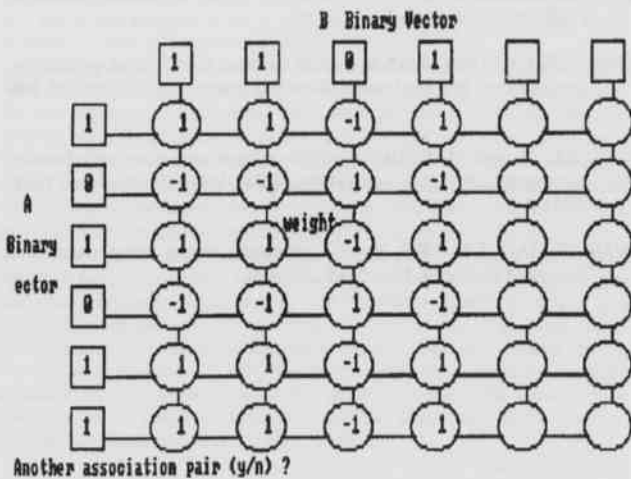 B Binary Vector
1 1 0 1
1 1 1 -1 1
0 -1 -1 1 -1
A
weight
1 1 1 -1 1
Binary
ector
0 -1 -1 1 -1
1 1 1 -1 1
1 1 1 -1 1
Another association pair (y/n) ?